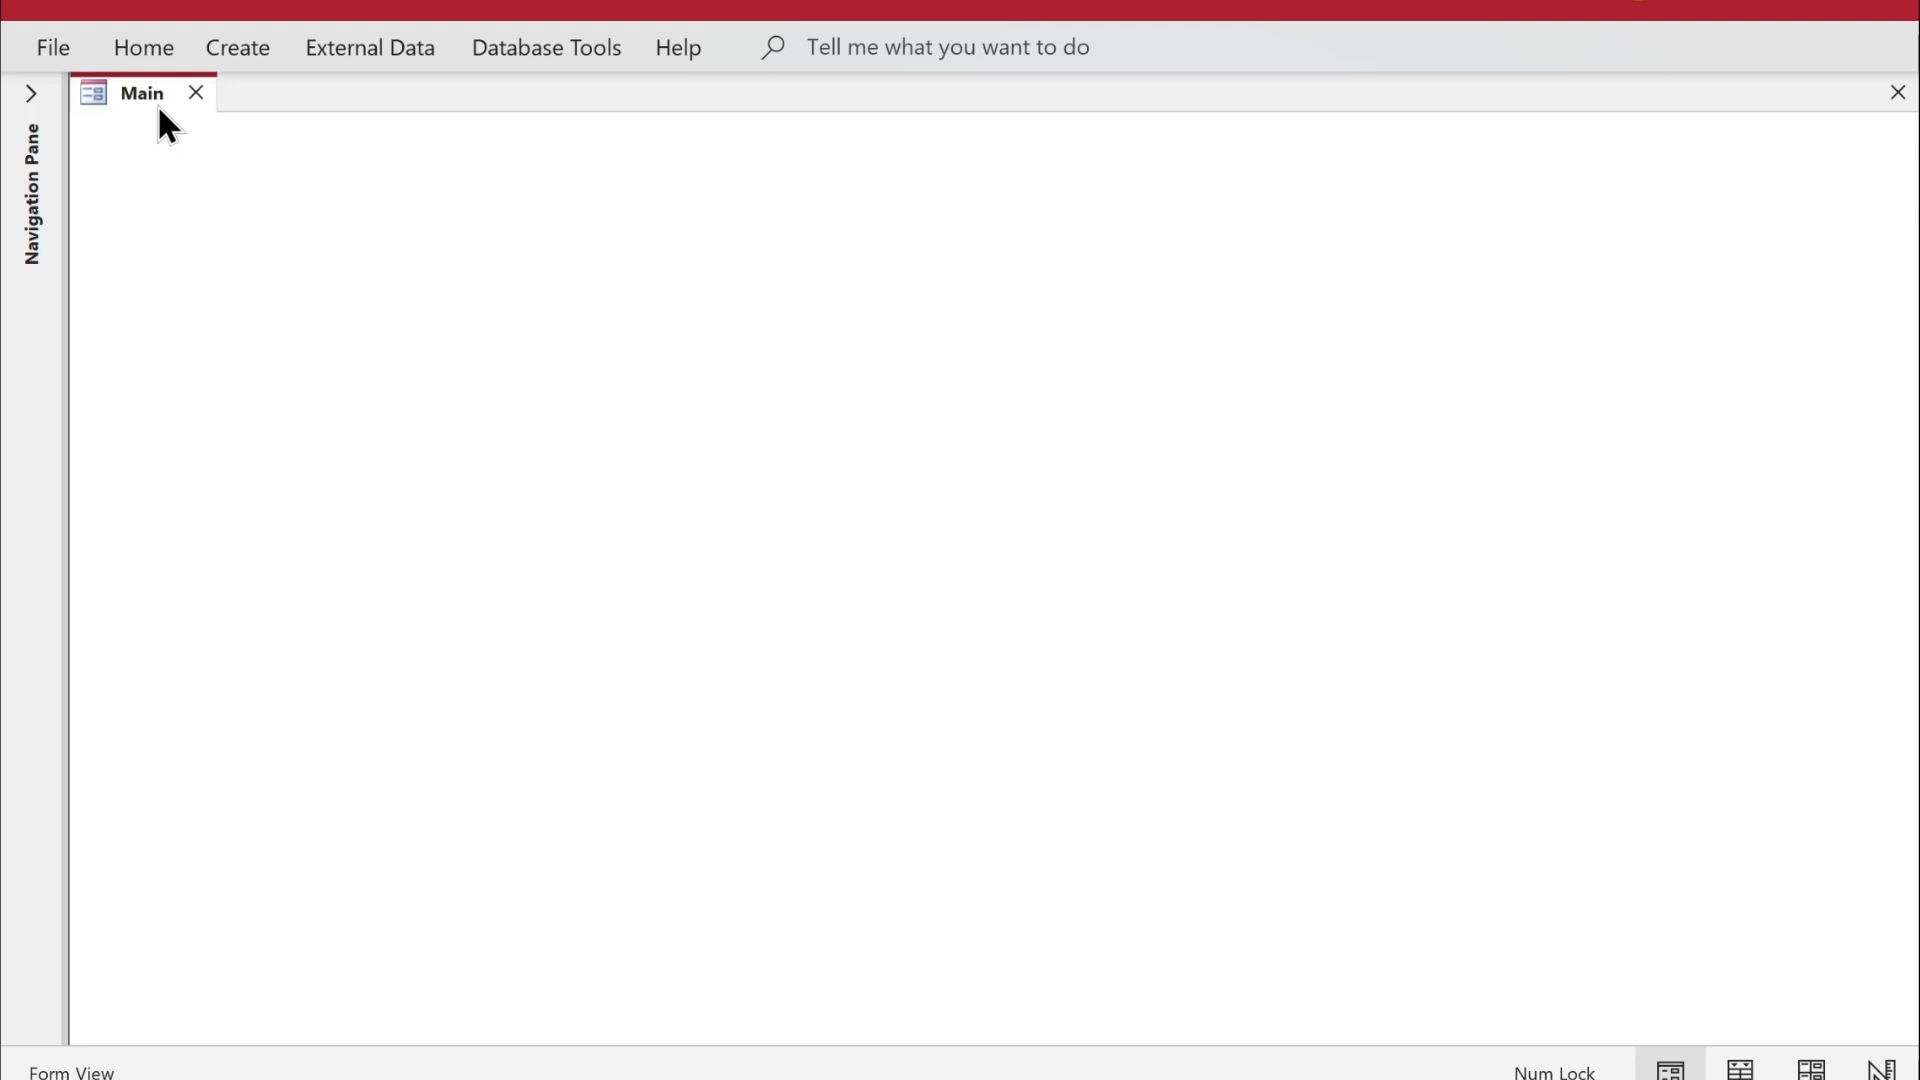 File Home Create External Data Database Tools Help Tell me what you want to do
Main
Navigation Pane
Form View Num Lock